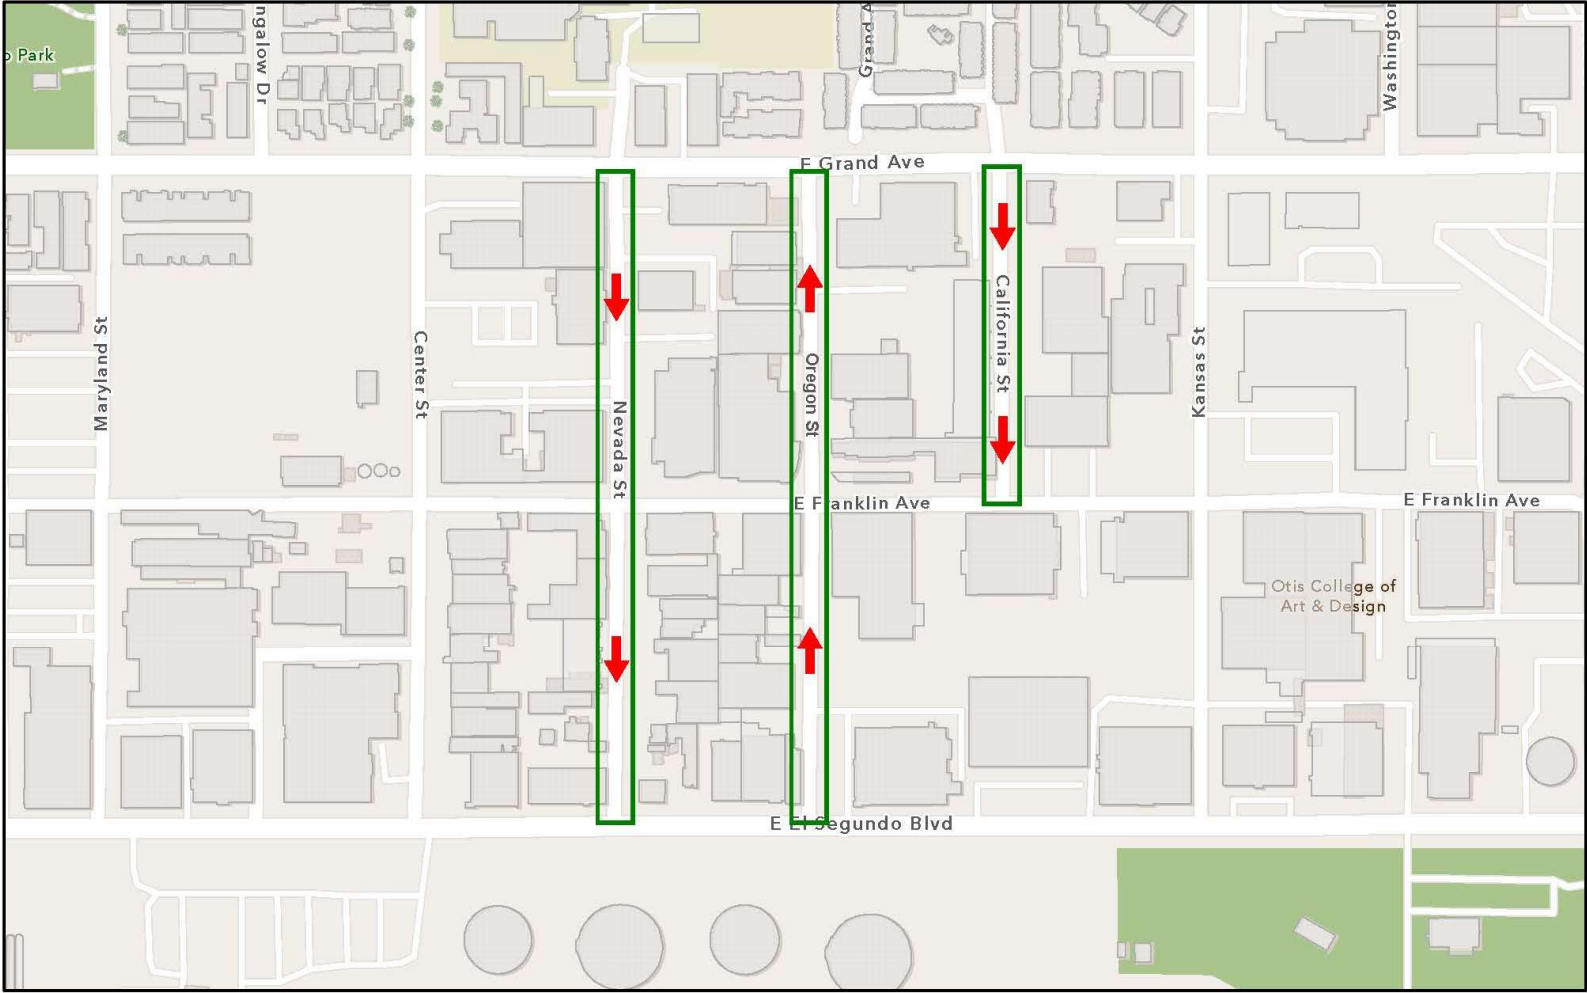 o Park
ngalow Dr
Grand A
Washington
E Grand Ave
Maryland St
Center St
Nevada St
Oregon St
California St
Kansas St
E Franklin Ave
E Franklin Ave
Otis College of
Art & Design
E El Segundo Blvd